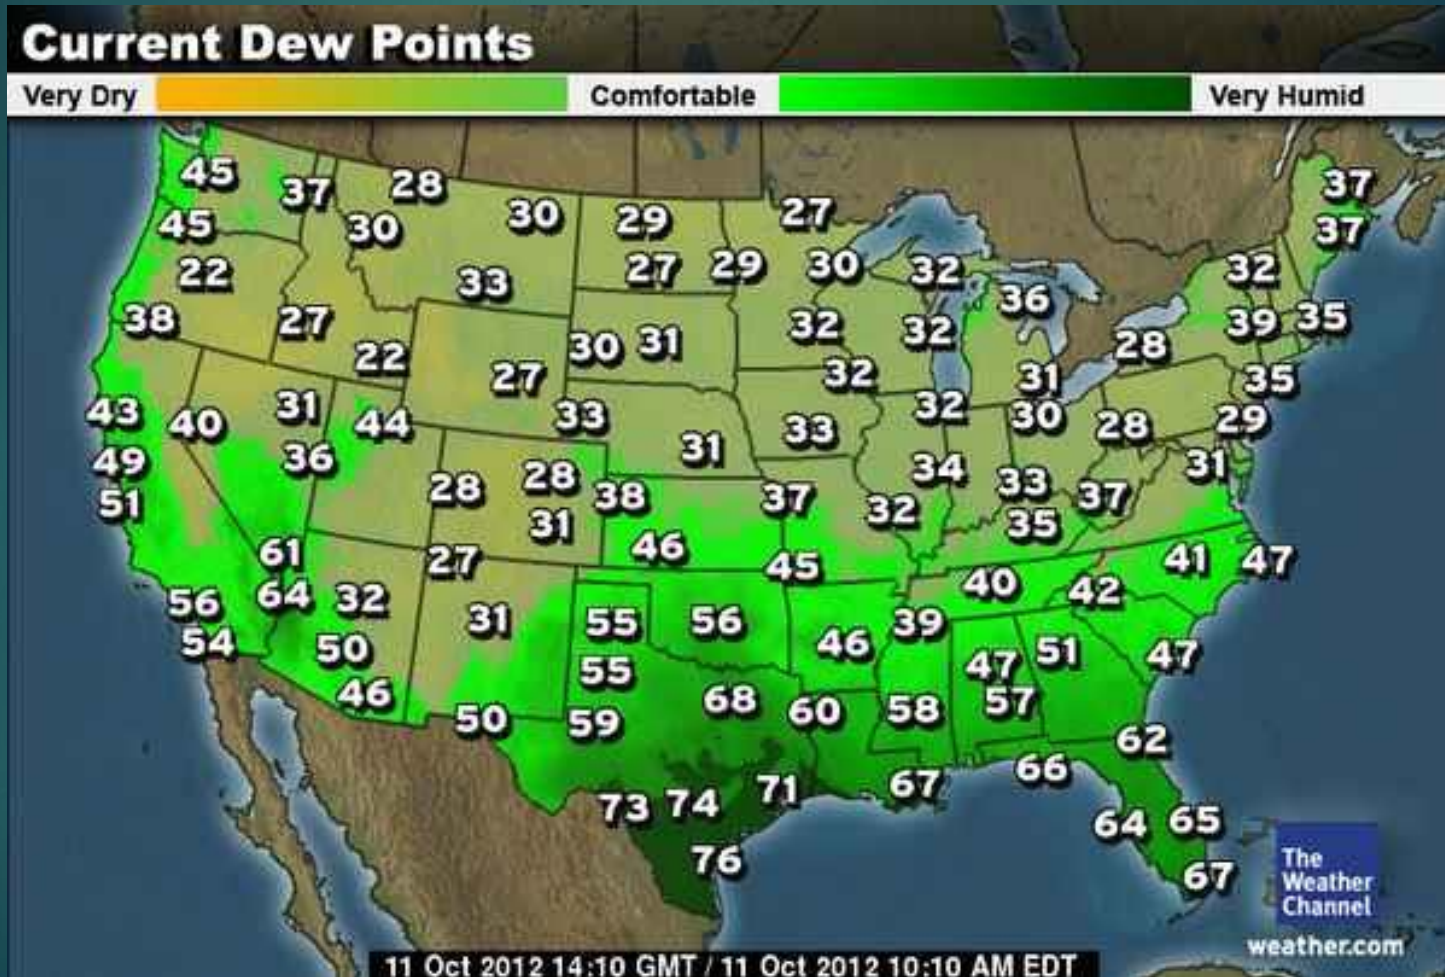 Current Dew Points
Very Dry Comfortable Very Humid
45 37 28 37
45 30 30 29 27 37
22 33 27 29 30 32 36 32
38 27 22 30 31 32 32 28 39 35
27 32 31 35
43 40 31 44 33 32 30 28 29
49 36 28 28 31 33 34 33 37 31
51 31 38 37 32 35
61 27 46 45 41 47
56 64 32 31 55 56 39 40 42
54 50 55 46 47 51 47
46 50 59 68 60 58 57
62
73 74 71 67 66
76 64 65
67
The
Weather
Channel
weather.com
11 Oct 2012 14:10 GMT / 11 Oct 2012 10:10 AM EDT